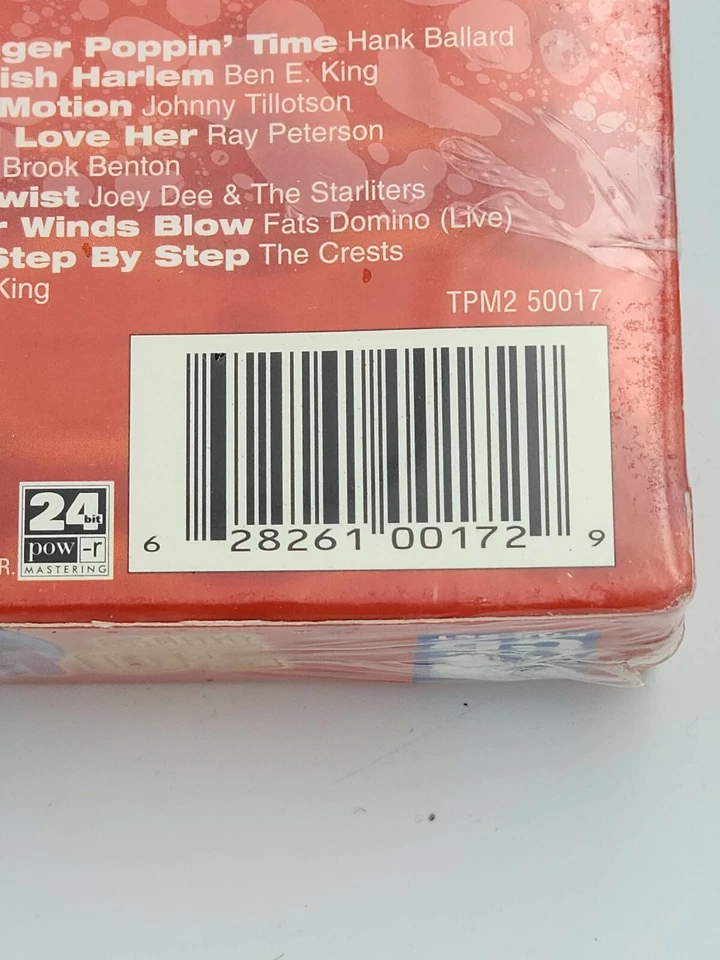 ger Poppin' Time Hank Ballard
ish Harlem Ben E. King
Motion Johnny Tillotson
Love Her Ray Peterson
Brook Benton
wist Joey Dee & The Starliters
r Winds Blow Fats Domino (Live)
Step By Step The Crests
King
TPM2 50017
24
bit
pow-r
MASTERING
R.
6 28261 00172 9